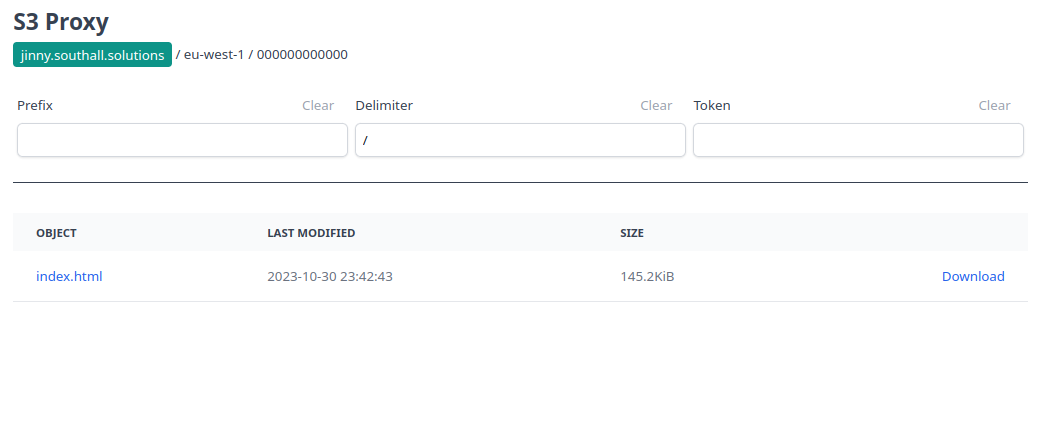 S3 Proxy
jinny.southall.solutions / eu-west-1 / 000000000000
Prefix Clear Delimiter Clear Token Clear
/
OBJECT LAST MODIFIED SIZE
index.html 2023-10-30 23:42:43 145.2KiB Download